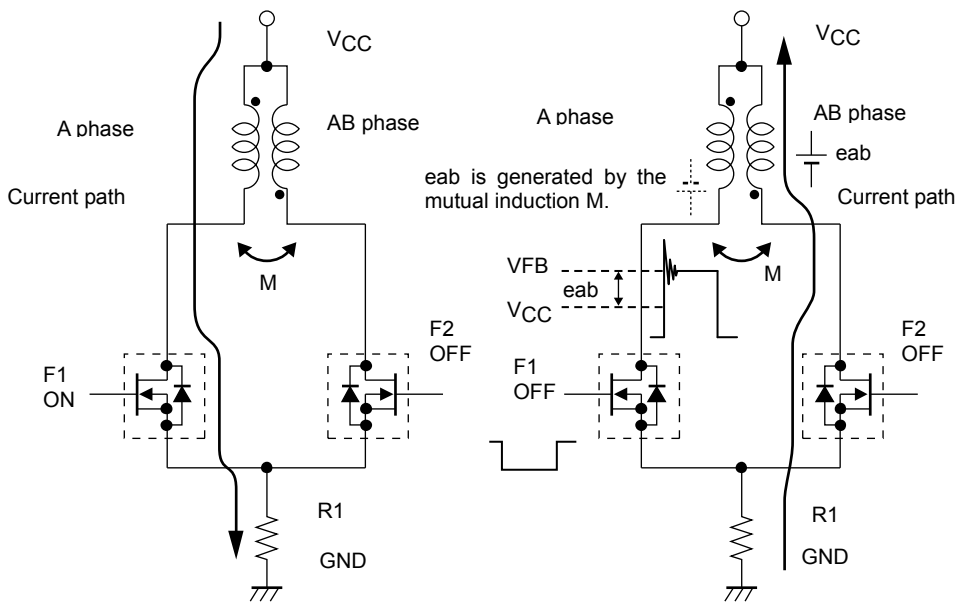 VCC
A phase
AB phase
Current path
M
F1
ON
F2
OFF
R1
GND
VCC
A phase
AB phase
eab
eab is generated by the
mutual induction M.
Current path
M
VFB
eab
VCC
F1
OFF
F2
OFF
R1
GND